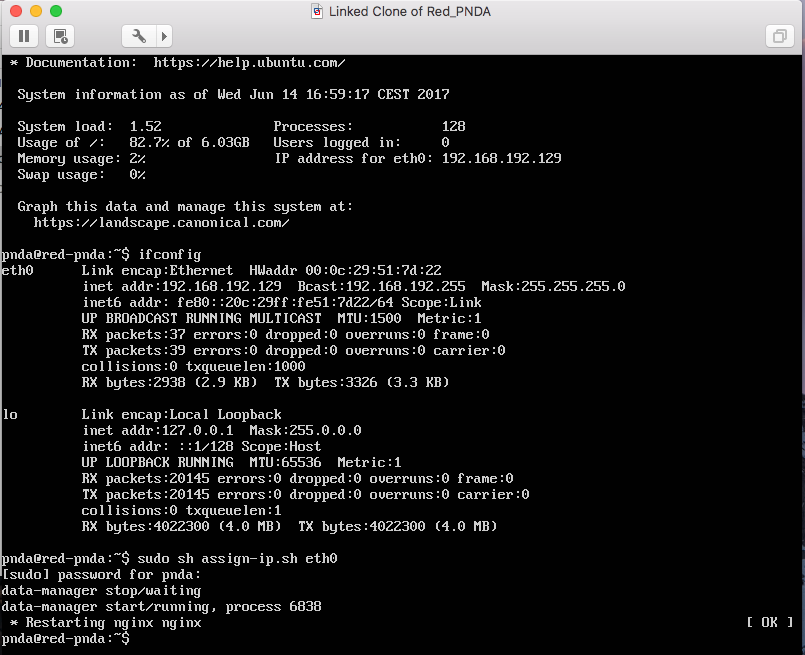 Linked Clone of Red_PNDA
* Documentation:  https://help.ubuntu.com/
System information as of Wed Jun 14 16:59:17 CEST 2017
System load:  1.52               Processes:           128
Usage of /:   82.7% of 6.03GB   Users logged in:     0
Memory usage: 2%                IP address for eth0: 192.168.192.129
Swap usage:   0%
Graph this data and manage this system at:
https://landscape.canonical.com/
pnda@red-pnda:~$ ifconfig
eth0      Link encap:Ethernet  HWaddr 00:0c:29:51:7d:22
inet addr:192.168.192.129  Bcast:192.168.192.255  Mask:255.255.255.0
inet6 addr: fe80::20c:29ff:fe51:7d22/64 Scope:Link
UP BROADCAST RUNNING MULTICAST  MTU:1500  Metric:1
RX packets:37 errors:0 dropped:0 overruns:0 frame:0
TX packets:39 errors:0 dropped:0 overruns:0 carrier:0
collisions:0 txqueuelen:1000
RX bytes:2938 (2.9 KB)  TX bytes:3326 (3.3 KB)
lo        Link encap:Local Loopback
inet addr:127.0.0.1  Mask:255.0.0.0
inet6 addr: ::1/128 Scope:Host
UP LOOPBACK RUNNING  MTU:65536  Metric:1
RX packets:20145 errors:0 dropped:0 overruns:0 frame:0
TX packets:20145 errors:0 dropped:0 overruns:0 carrier:0
collisions:0 txqueuelen:1
RX bytes:4022300 (4.0 MB)  TX bytes:4022300 (4.0 MB)
pnda@red-pnda:~$ sudo sh assign-ip.sh eth0
[sudo] password for pnda:
data-manager stop/waiting
data-manager start/running, process 6838
* Restarting nginx nginx                                                                    [ OK ]
pnda@red-pnda:~$